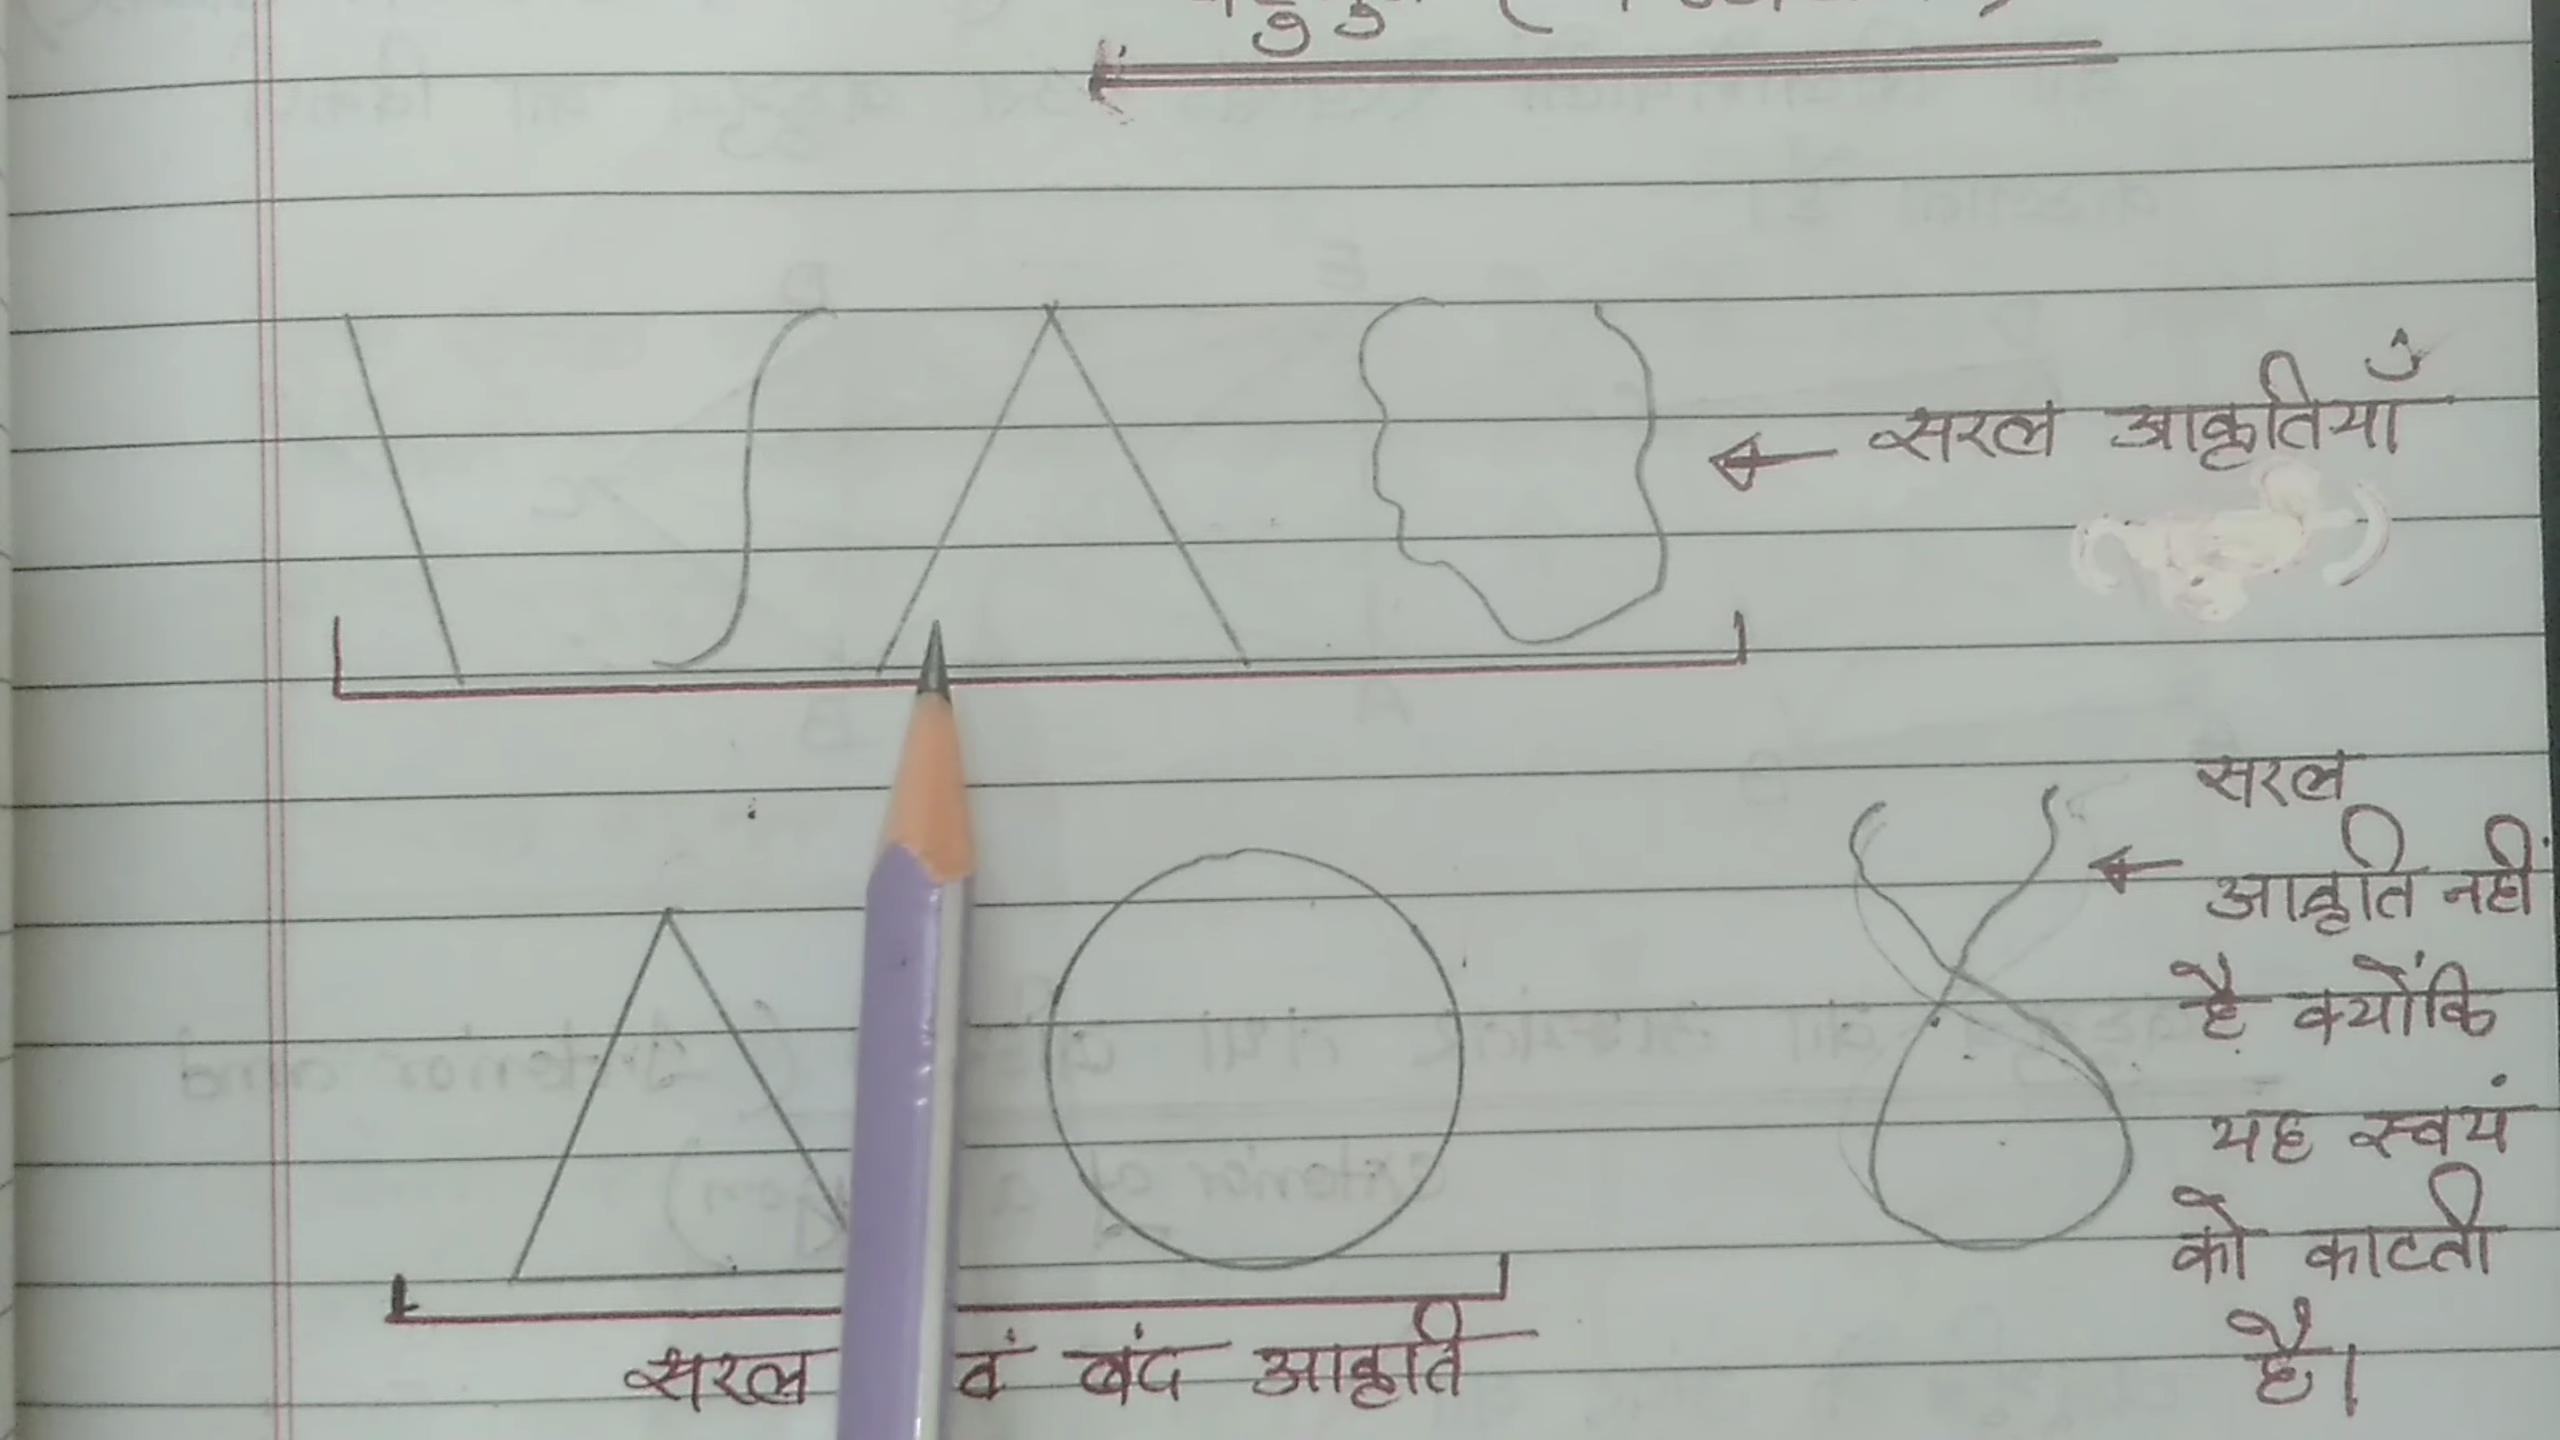 सरल आकृतियाँ
सरल
आकृति नहीं
है क्योंकि
यह स्वयं
को काटती
है।
सरल वं बंद आकृति